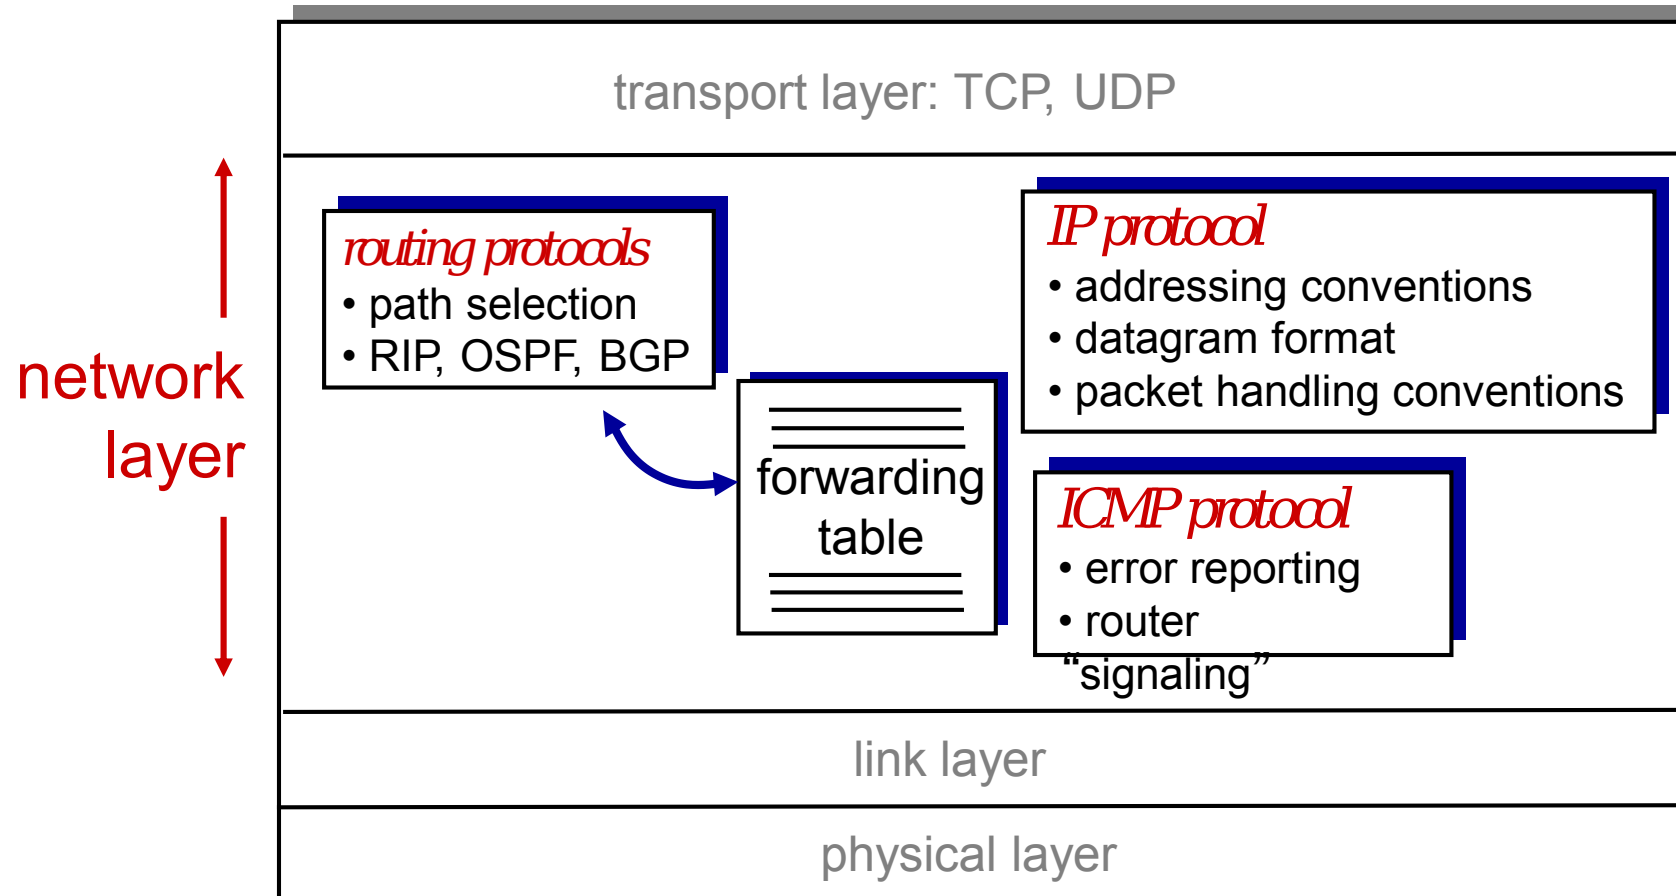 transport layer: TCP, UDP
network
layer
routing protocols
• path selection
• RIP, OSPF, BGP
forwarding
table
IP protocol
• addressing conventions
• datagram format
• packet handling conventions
ICMP protocol
• error reporting
• router
“signaling”
link layer
physical layer